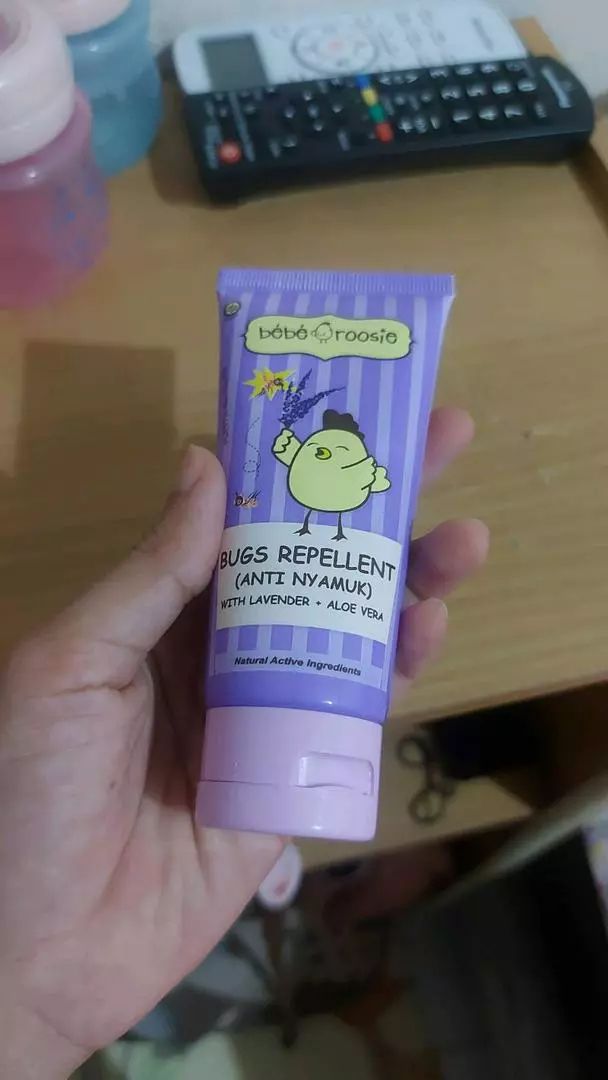 bébé roosie
BUGS REPELLENT
(ANTI NYAMUK)
WITH LAVENDER + ALOE VERA
Natural Active Ingredients